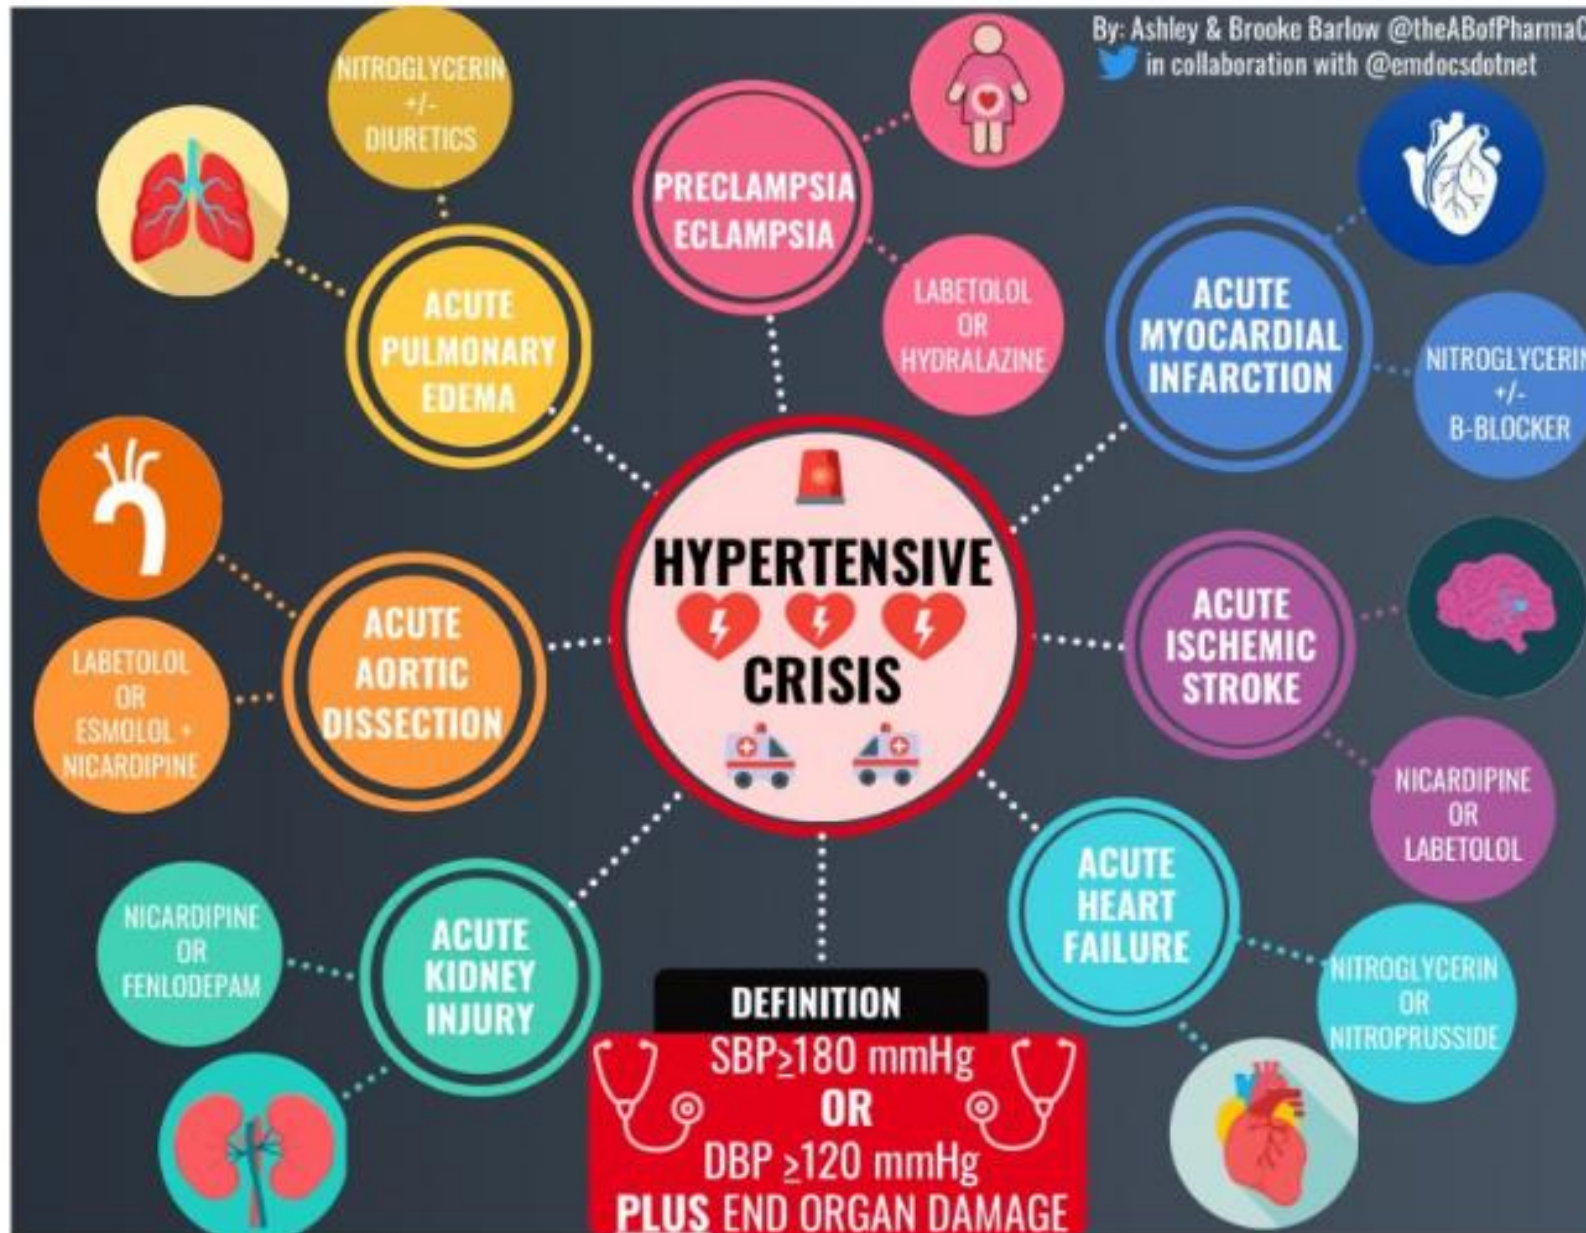 By: Ashley & Brooke Barlow @theABofPharmaC
in collaboration with @emdocsdotnet
NITROGLYCERIN
+/-
DIURETICS
ACUTE
PULMONARY
EDEMA
PRECLAMPSIA
ECLAMPSIA
LABETOLOL
OR
HYDRALAZINE
ACUTE
MYOCARDIAL
INFARCTION
NITROGLYCERIN
+/-
B-BLOCKER
HYPERTENSIVE
CRISIS
ACUTE
AORTIC
DISSECTION
LABETOLOL
OR
ESMOLOL +
NICARDIPINE
ACUTE
ISCHEMIC
STROKE
NICARDIPINE
OR
LABETOLOL
ACUTE
KIDNEY
INJURY
NICARDIPINE
OR
FENLODEPAM
ACUTE
HEART
FAILURE
NITROGLYCERIN
OR
NITROPRUSSIDE
DEFINITION
SBP≥180 mmHg
OR
DBP ≥120 mmHg
PLUS END ORGAN DAMAGE